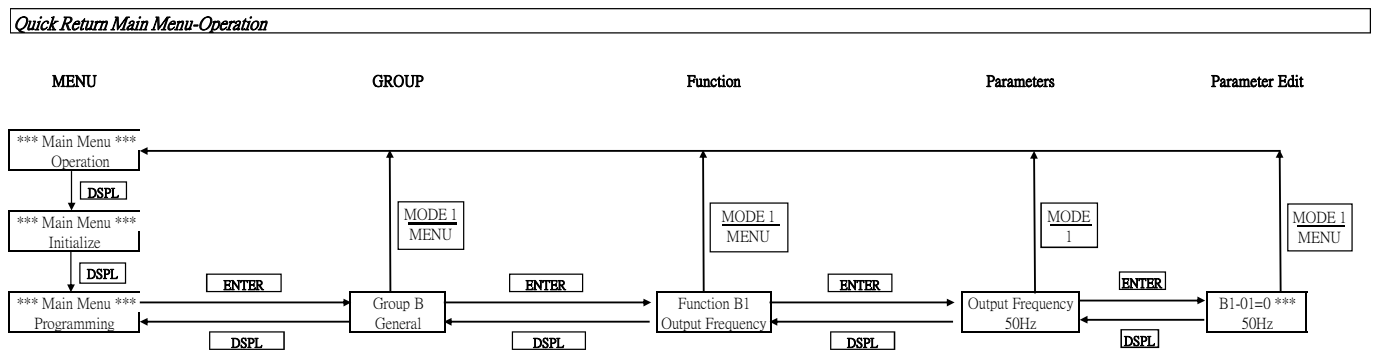 Quick Return Main Menu-Operation
MENU GROUP Function Parameters Parameter Edit
*** Main Menu ***
Operation
DSPL
*** Main Menu ***
Initialize
MODE 1
MENU
MODE 1
MENU
MODE
1
MODE 1
MENU
DSPL
ENTER ENTER ENTER ENTER
*** Main Menu ***
Programming
Group B
General
Function B1
Output Frequency
Output Frequency
50Hz
B1-01=0 ***
50Hz
DSPL DSPL DSPL DSPL